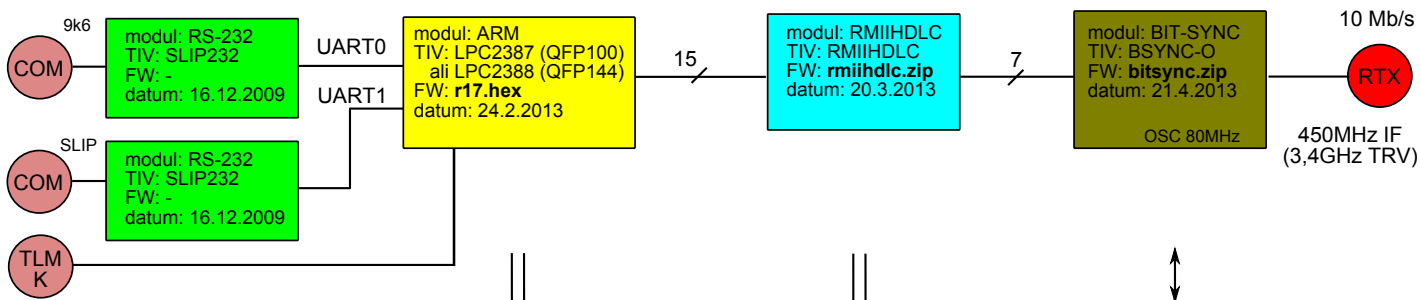 9k6
COM
modul: RS-232
TIV: SLIP232
FW: -
datum: 16.12.2009
UART0
UART1
modul: ARM
TIV: LPC2387 (QFP100)
ali LPC2388 (QFP144)
FW: r17.hex
datum: 24.2.2013
15
modul: RMIIHDLC
TIV: RMIIHDLC
FW: rmiihdlc.zip
datum: 20.3.2013
7
modul: BIT-SYNC
TIV: BSYNC-O
FW: bitsync.zip
datum: 21.4.2013
OSC 80MHz
10 Mb/s
RTX
450MHz IF
(3,4GHz TRV)
SLIP
COM
modul: RS-232
TIV: SLIP232
FW: -
datum: 16.12.2009
TLM
K